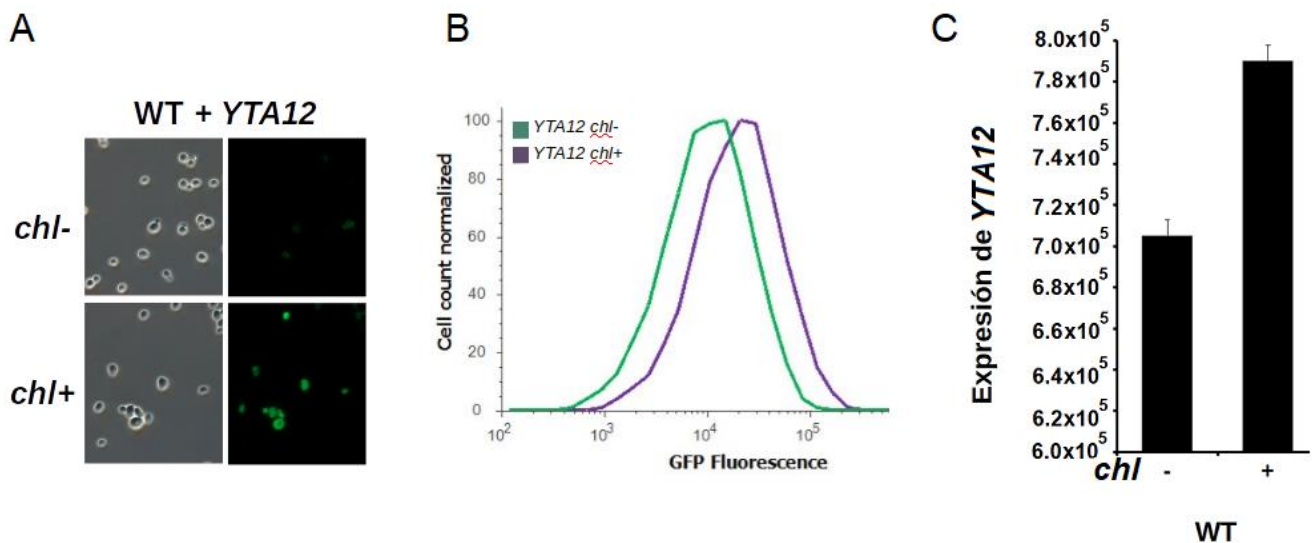 A
WT + YTA12
chl-
chl+
B
YTA12 chl-
YTA12 chl+
Cell count normalized
100
80
60
40
20
0
10²
10³
10⁴
10⁵
GFP Fluorescence
C
Expresión de YTA12
8.0x10⁵
7.8x10⁵
7.6x10⁵
7.4x10⁵
7.2x10⁵
7.0x10⁵
6.8x10⁵
6.6x10⁵
6.4x10⁵
6.2x10⁵
6.0x10⁵
chl - +
WT